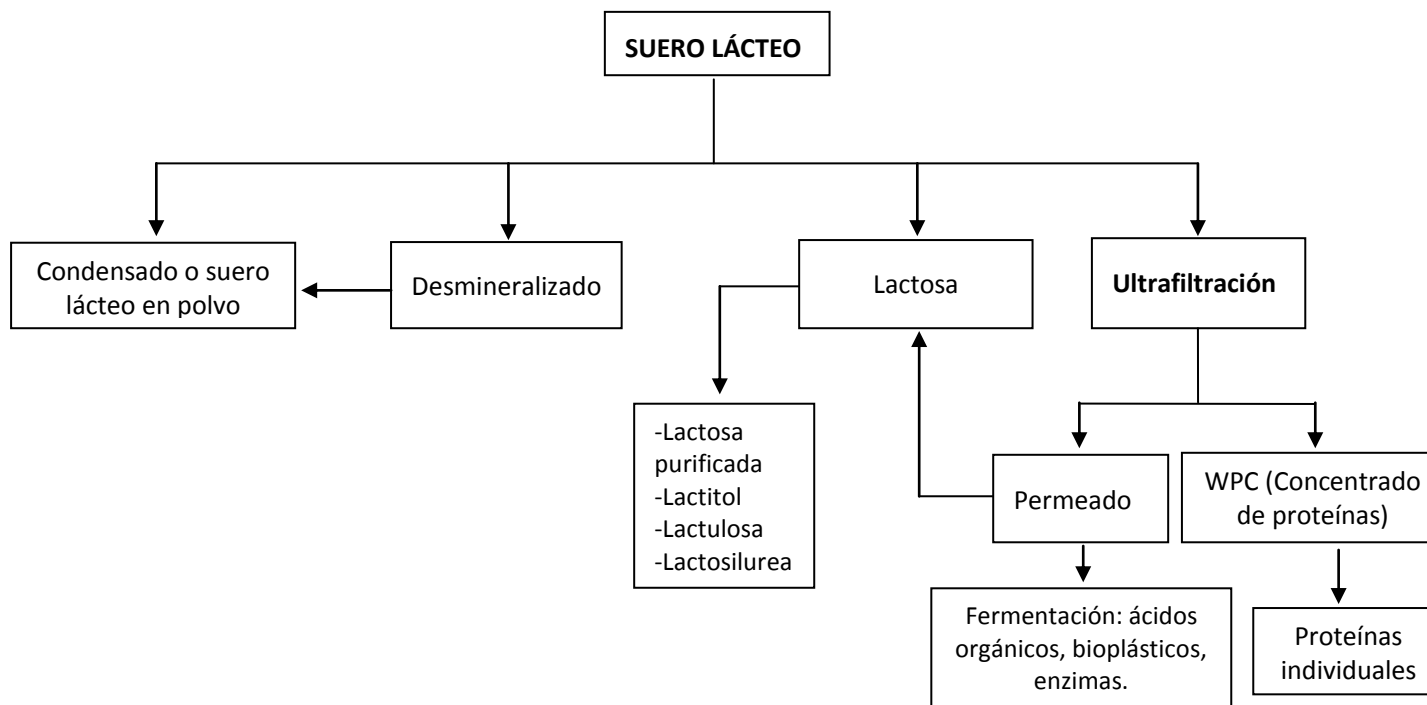 SUERO LÁCTEO
Condensado o suero
lácteo en polvo
Desmineralizado
Lactosa
Ultrafiltración
-Lactosa
purificada
-Lactitol
-Lactulosa
-Lactosilurea
Permeado
WPC (Concentrado
de proteínas)
Fermentación: ácidos
orgánicos, bioplásticos,
enzimas.
Proteínas
individuales